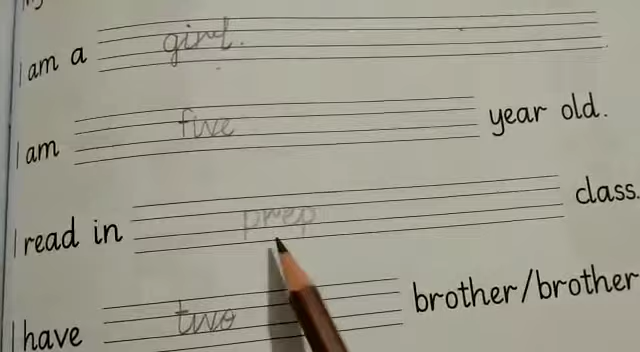 I am a girl.
I am five year old.
I read in prep class.
I have two brother/brother